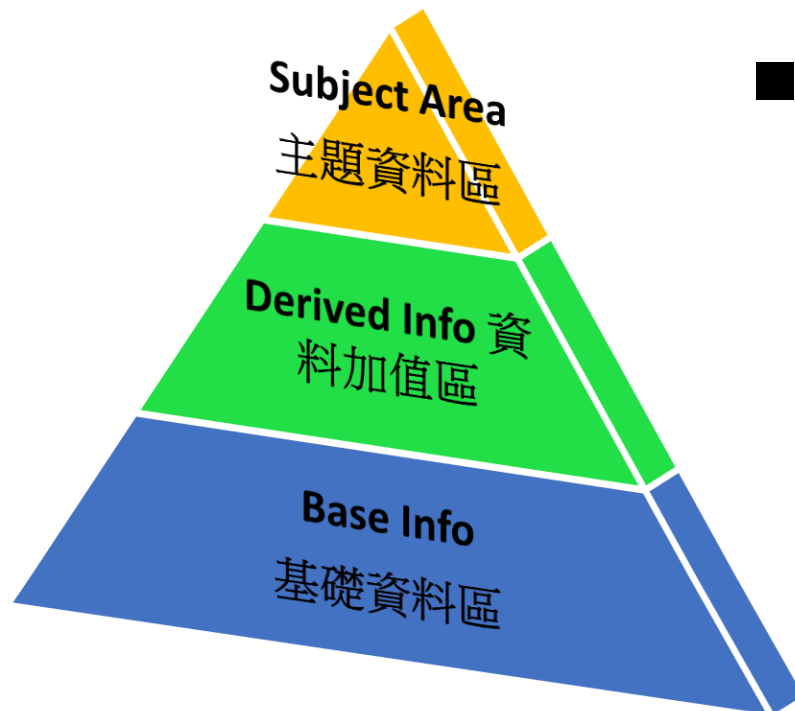 Subject Area
主題資料區
Derived Info 資
料加值區
Base Info
基礎資料區